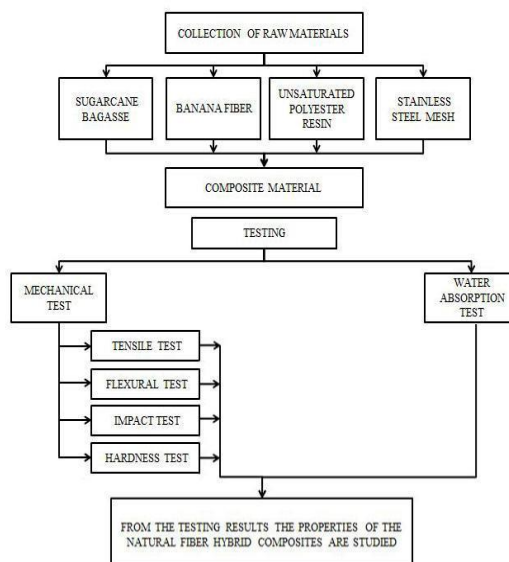 COLLECTION OF RAW MATERIALS
SUGARCANE
BAGASSE
BANANA FIBER
UNSATURATED
POLYESTER
RESIN
STAINLESS
STEEL MESH
COMPOSITE MATERIAL
TESTING
MECHANICAL
TEST
WATER
ABSORPTION
TEST
TENSILE TEST
FLEXURAL TEST
IMPACT TEST
HARDNESS TEST
FROM THE TESTING RESULTS THE PROPERTIES OF THE
NATURAL FIBER HYBRID COMPOSITES ARE STUDIED